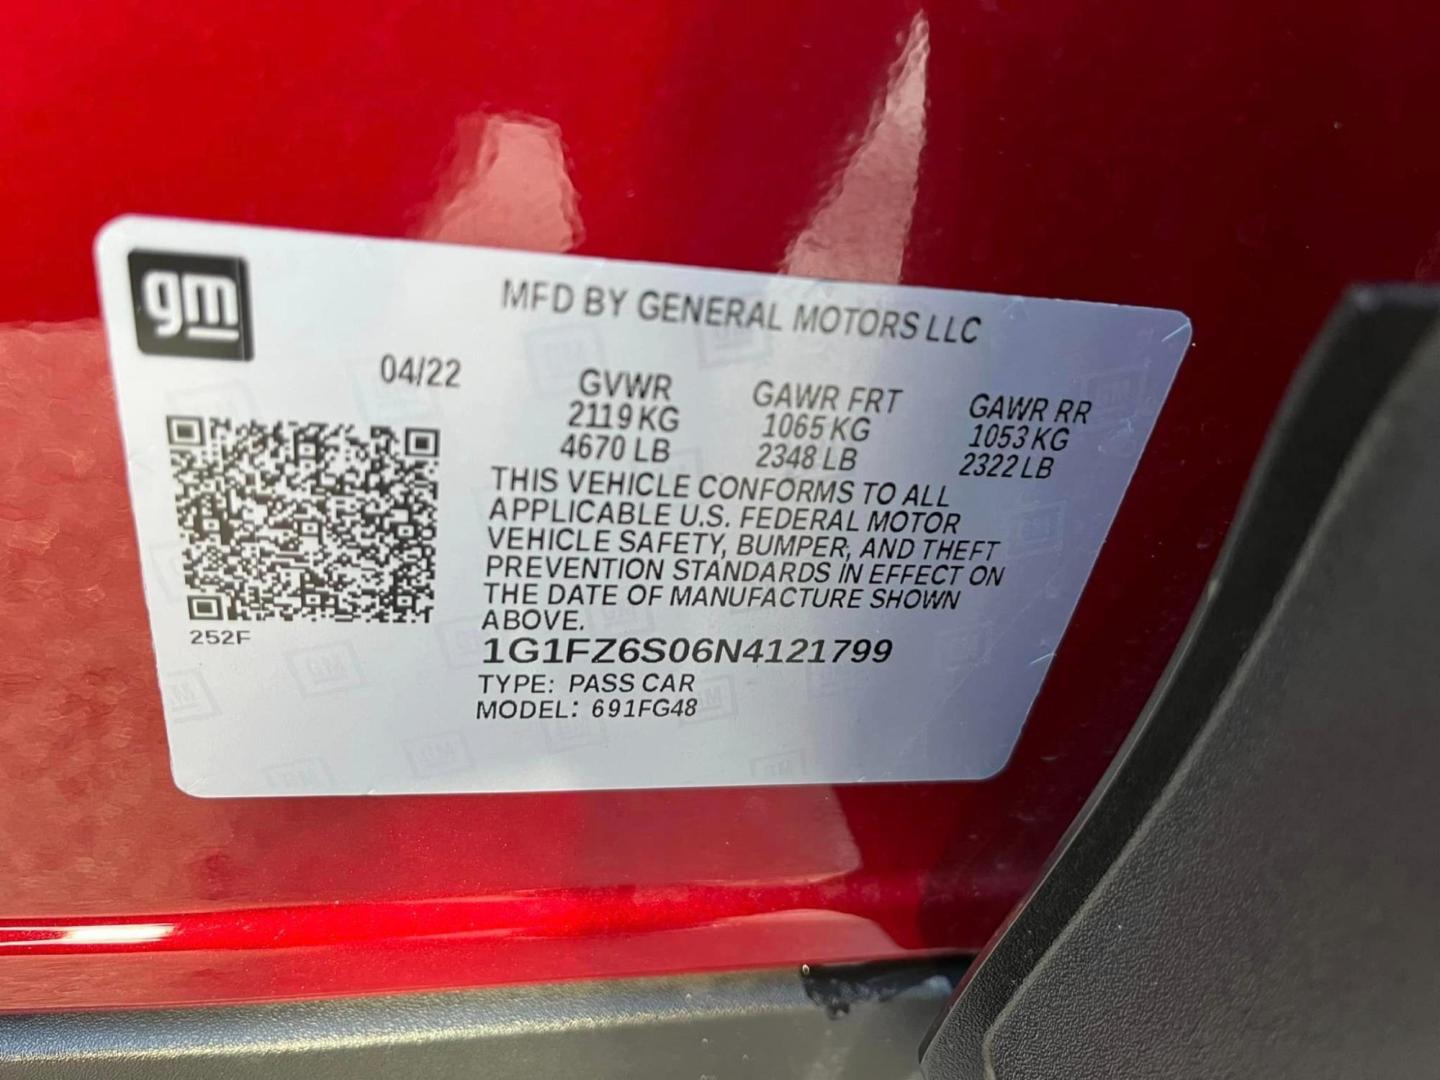 gm
MFD BY GENERAL MOTORS LLC
04/22
GVWR
2119 KG
4670 LB
GAWR FRT
1065 KG
2348 LB
GAWR RR
1053 KG
2322 LB
THIS VEHICLE CONFORMS TO ALL
APPLICABLE U.S. FEDERAL MOTOR
VEHICLE SAFETY, BUMPER, AND THEFT
PREVENTION STANDARDS IN EFFECT ON
THE DATE OF MANUFACTURE SHOWN
ABOVE.
1G1FZ6S06N4121799
TYPE: PASS CAR
MODEL: 691FG48
252F